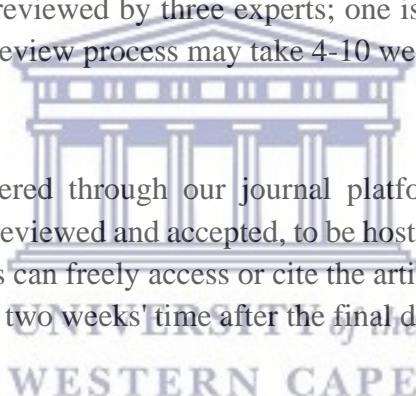 reviewed by three experts; one is
eview process may take 4-10 we
ered through our journal platfo
eviewed and accepted, to be host
s can freely access or cite the arti
two weeks' time after the final d
UNIVERSITY of the
WESTERN CAPE